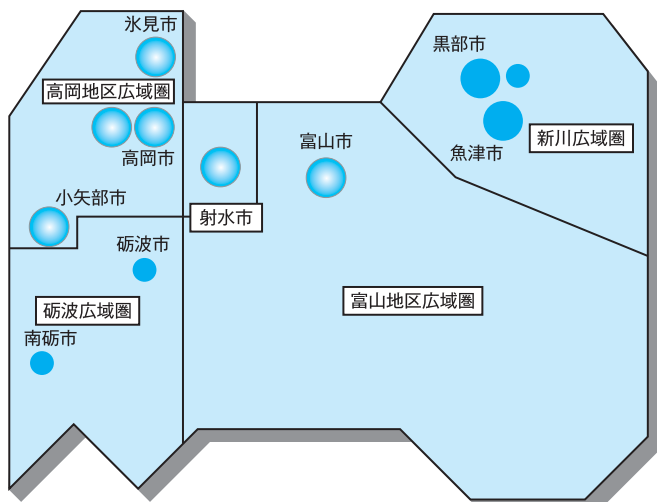 氷見市
高岡地区広域圏
高岡市
小矢部市
砺波市
砺波広域圏
南砺市
射水市
富山市
富山地区広域圏
黒部市
魚津市
新川広域圏